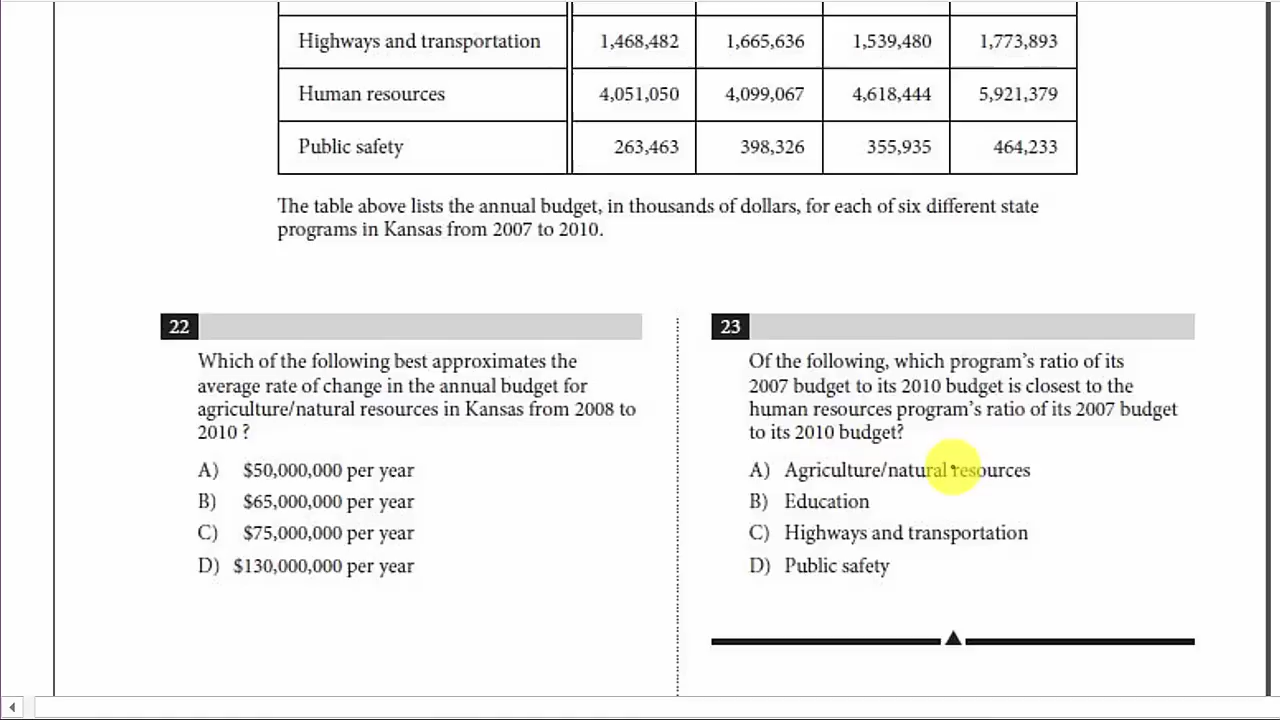 Highways and transportation 1,468,482 1,665,636 1,539,480 1,773,893
Human resources 4,051,050 4,099,067 4,618,444 5,921,379
Public safety 263,463 398,326 355,935 464,233
The table above lists the annual budget, in thousands of dollars, for each of six different state
programs in Kansas from 2007 to 2010.
22
Which of the following best approximates the
average rate of change in the annual budget for
agriculture/natural resources in Kansas from 2008 to
2010 ?
A) $50,000,000 per year
B) $65,000,000 per year
C) $75,000,000 per year
D) $130,000,000 per year
23
Of the following, which program's ratio of its
2007 budget to its 2010 budget is closest to the
human resources program's ratio of its 2007 budget
to its 2010 budget?
A) Agriculture/natural resources
B) Education
C) Highways and transportation
D) Public safety